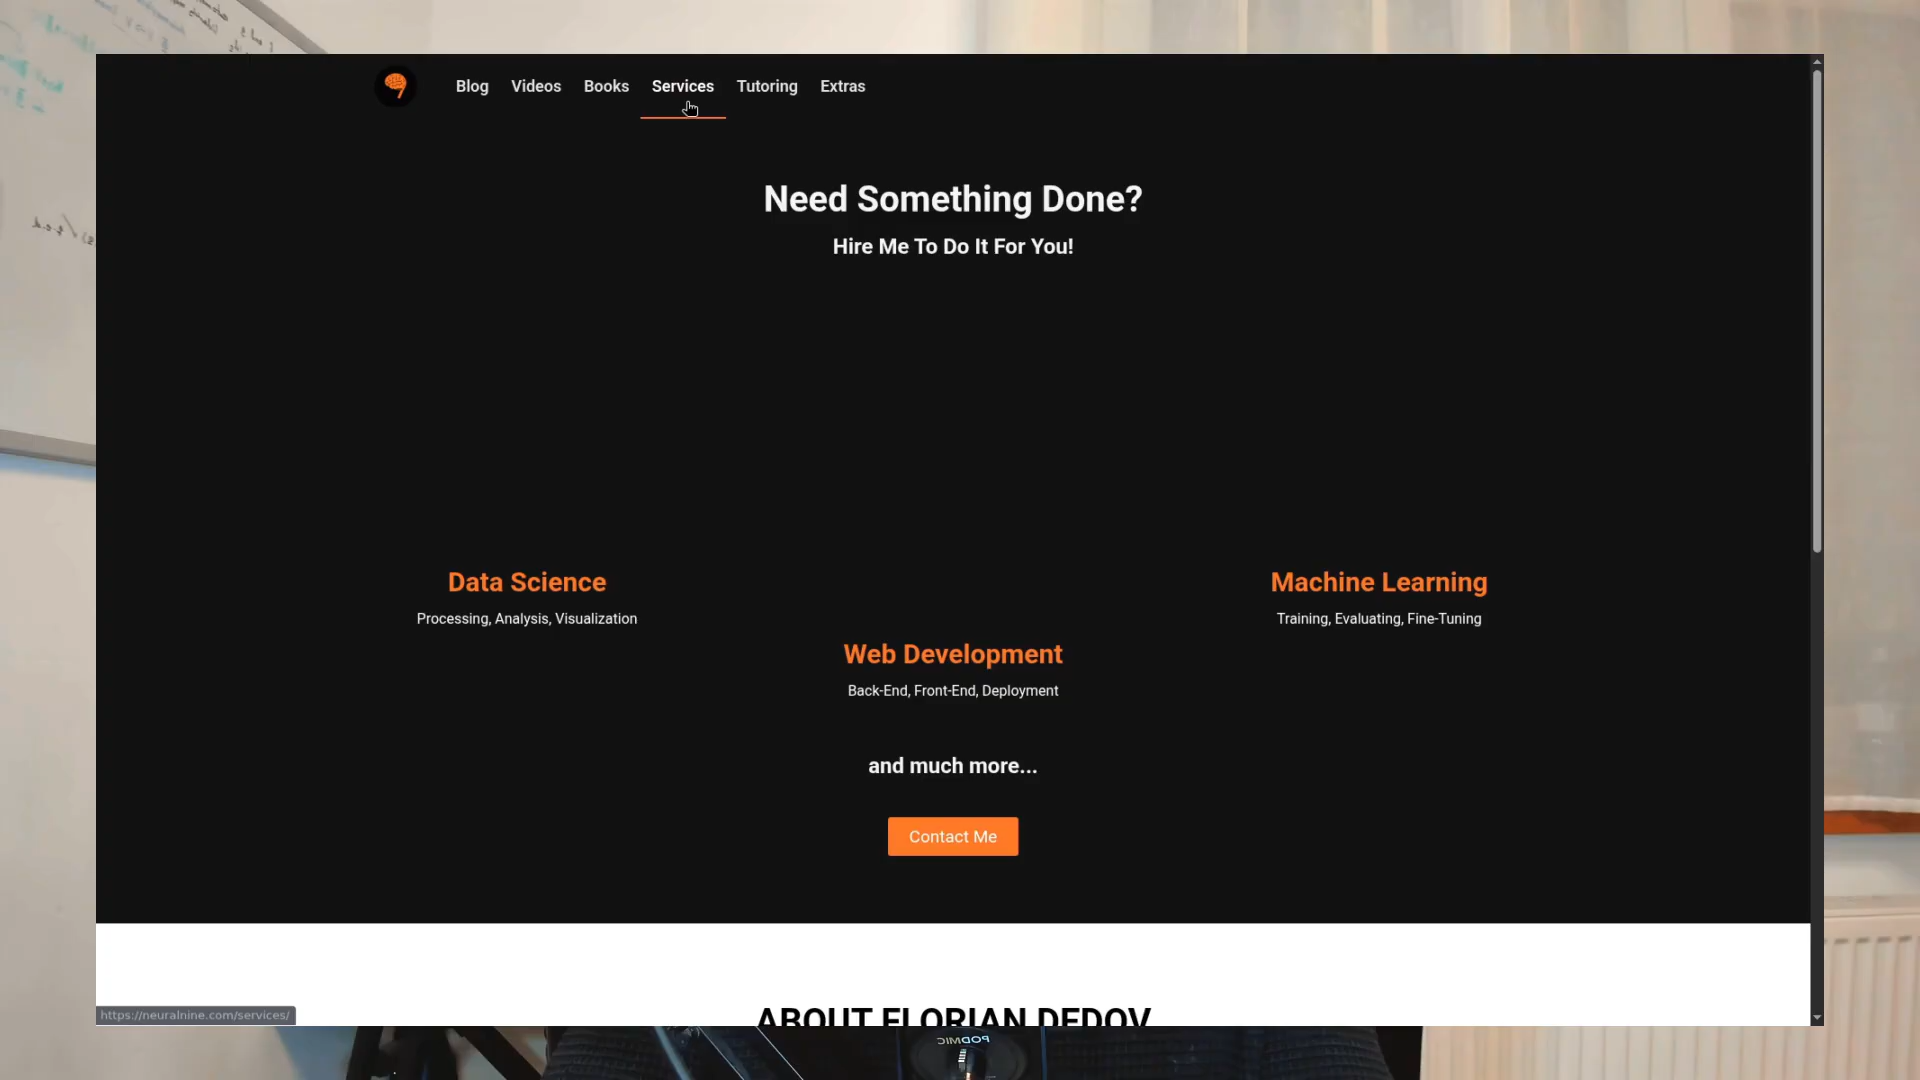 Blog Videos Books Services Tutoring Extras
Need Something Done?
Hire Me To Do It For You!
Data Science
Processing, Analysis, Visualization
Machine Learning
Training, Evaluating, Fine-Tuning
Web Development
Back-End, Front-End, Deployment
and much more...
Contact Me
ABOUT FLORIAN DEDOV
https://neuralnine.com/services/
PODMIC